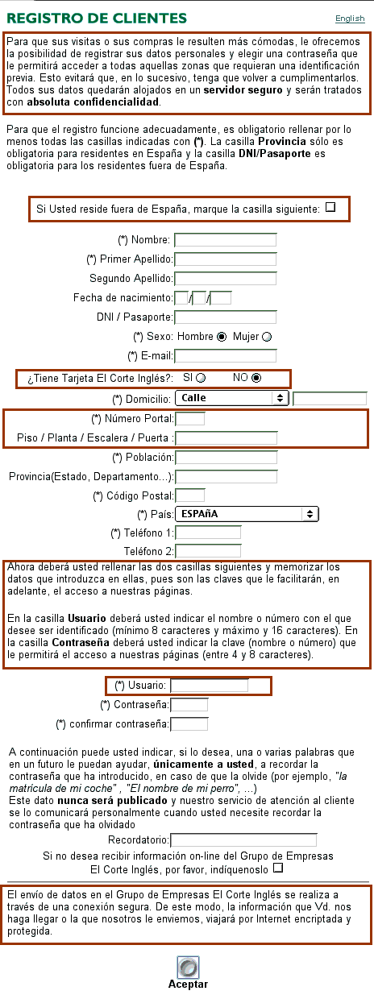 REGISTRO DE CLIENTES
English
Para que sus visitas o sus compras le resulten más cómodas, le ofrecemos
la posibilidad de registrar sus datos personales y elegir una contraseña que
le permitirá acceder a todas aquellas zonas que requieran una identificación
previa. Esto evitará que, en lo sucesivo, tenga que volver a cumplimentarlos.
Todos sus datos quedarán alojados en un servidor seguro y serán tratados
con absoluta confidencialidad.
Para que el registro funcione adecuadamente, es obligatorio rellenar por lo
menos todas las casillas indicadas con (*). La casilla Provincia sólo es
obligatoria para residentes en España y la casilla DNI/Pasaporte es
obligatoria para los residentes fuera de España.
Si Usted reside fuera de España, marque la casilla siguiente:
(*) Nombre:
(*) Primer Apellido:
Segundo Apellido:
Fecha de nacimiento: / /
DNI / Pasaporte:
(*) Sexo: Hombre Mujer
(*) E-mail:
¿Tiene Tarjeta El Corte Inglés?: SI NO
(*) Domicilio: Calle
(*) Número Portal:
Piso / Planta / Escalera / Puerta :
(*) Población:
Provincia(Estado, Departamento...):
(*) Código Postal:
(*) País: ESPAñA
(*) Teléfono 1:
Teléfono 2:
Ahora deberá usted rellenar las dos casillas siguientes y memorizar los
datos que introduzca en ellas, pues son las claves que le facilitarán, en
adelante, el acceso a nuestras páginas.
En la casilla Usuario deberá usted indicar el nombre o número con el que
desee ser identificado (mínimo 8 caracteres y máximo y 16 caracteres). En
la casilla Contraseña deberá usted indicar la clave (nombre o número) que
le permitirá el acceso a nuestras páginas (entre 4 y 8 caracteres).
(*) Usuario:
(*) Contraseña:
(*) confirmar contraseña:
A continuación puede usted indicar, si lo desea, una o varias palabras que
en un futuro le puedan ayudar, únicamente a usted, a recordar la
contraseña que ha introducido, en caso de que la olvide (por ejemplo, "la
matrícula de mi coche" , "El nombre de mi perro", ...)
Este dato nunca será publicado y nuestro servicio de atención al cliente
se lo comunicará personalmente cuando usted necesite recordar la
contraseña que ha olvidado
Recordatorio:
Si no desea recibir información on-line del Grupo de Empresas
El Corte Inglés, por favor, indíquenoslo
El envío de datos en el Grupo de Empresas El Corte Inglés se realiza a
través de una conexión segura. De este modo, la información que Vd. nos
haga llegar o la que nosotros le enviemos, viajará por Internet encriptada y
protegida.
Aceptar